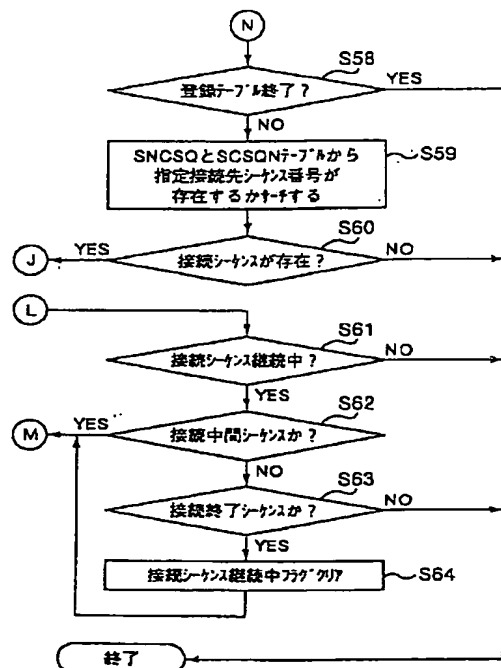 N
S58
登録ﾃｰﾌﾞﾙ終了？
YES
NO
SNCSQとSCSQNﾃｰﾌﾞﾙから
指定接続先ｼｰｹﾝｽ番号が
存在するかｻｰﾁする
S59
S60
J
YES
接続ｼｰｹﾝｽが存在？
NO
L
S61
接続ｼｰｹﾝｽ継続中？
NO
YES
S62
M
YES
接続中間ｼｰｹﾝｽか？
NO
S63
接続終了ｼｰｹﾝｽか？
NO
YES
接続ｼｰｹﾝｽ継続中ﾌﾗｸﾞｸﾘｱ
S64
終了